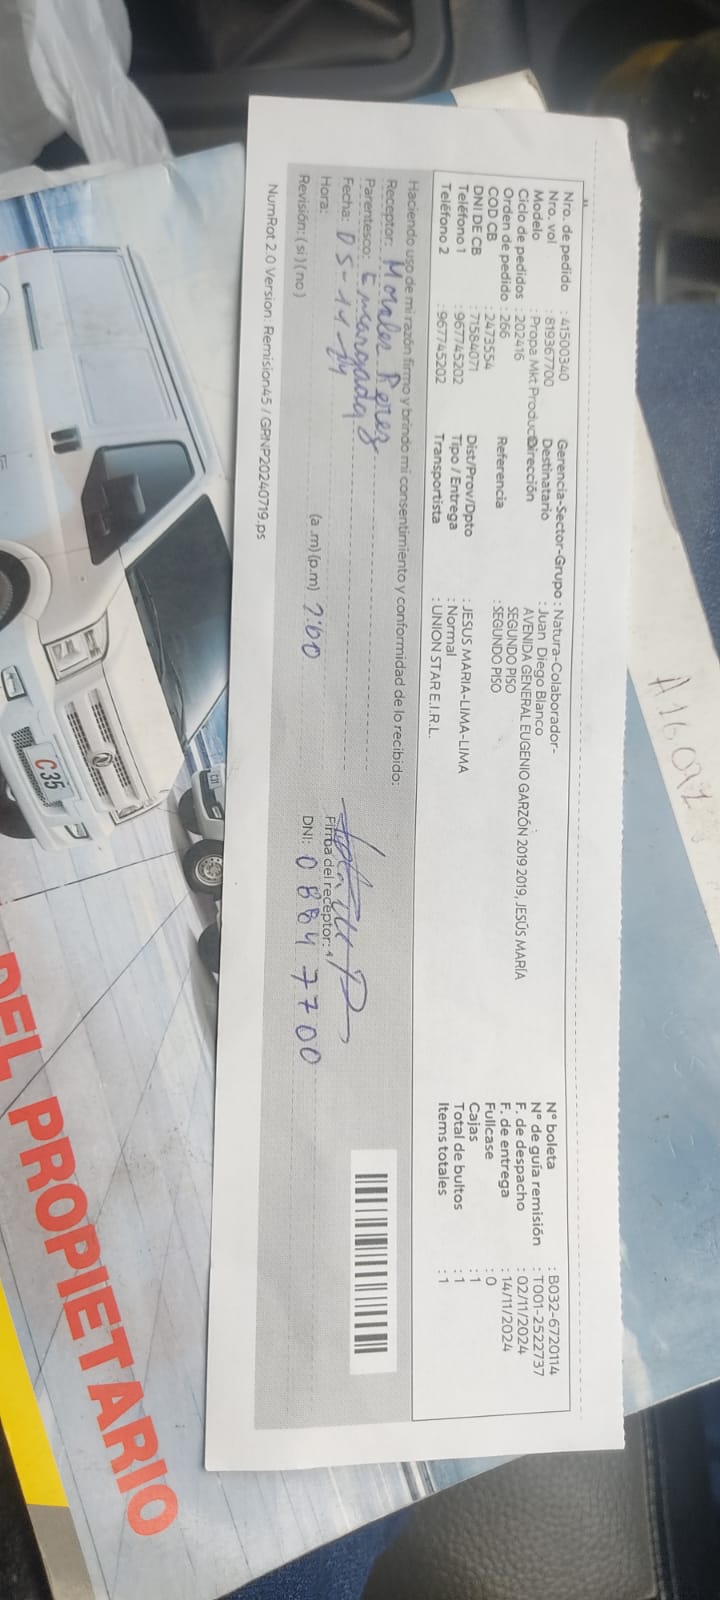 Nro. de pedido : 41500340
Nro. vol : 819367700
Modelo : Propa Mkt Product
Ciclo de pedidos : 202416
Orden de pedido : 266
COD CB : 2473554
DNI DE CB : 71584071
Teléfono 1 : 967745202
Teléfono 2 : 967745202
Gerencia-Sector-Grupo : Natura-Colaborador-
Destinatario : Juan Diego Blanco
Dirección AVENIDA GENERAL EUGENIO GARZÓN 2019 2019, JESÚS MARÍA
SEGUNDO PISO
Referencia : SEGUNDO PISO
Dist/Prov/Dpto : JESUS MARIA-LIMA-LIMA
Tipo / Entrega : Normal
Transportista : UNION STAR E.I.R.L.
N° boleta : B032-6720114
N° de guía remisión : T001-2522737
F. de despacho : 02/11/2024
F. de entrega : 14/11/2024
Fullcase : 0
Cajas : 1
Total de bultos : 1
Items totales : 1
Haciendo uso de mi razón firmo y brindo mi consentimiento y conformidad de lo recibido:
Receptor: Morales Perez
Parentesco: Encargada
Fecha: 05-11-24
Hora: (a .m) (p.m) 7:00
Firma del receptor:
DNI: 08847700
Revisión: ( si ) ( no )
NumRot 2.0 Version: Remision45 / GRNP20240719.ps
C35
DEL PROPIETARIO